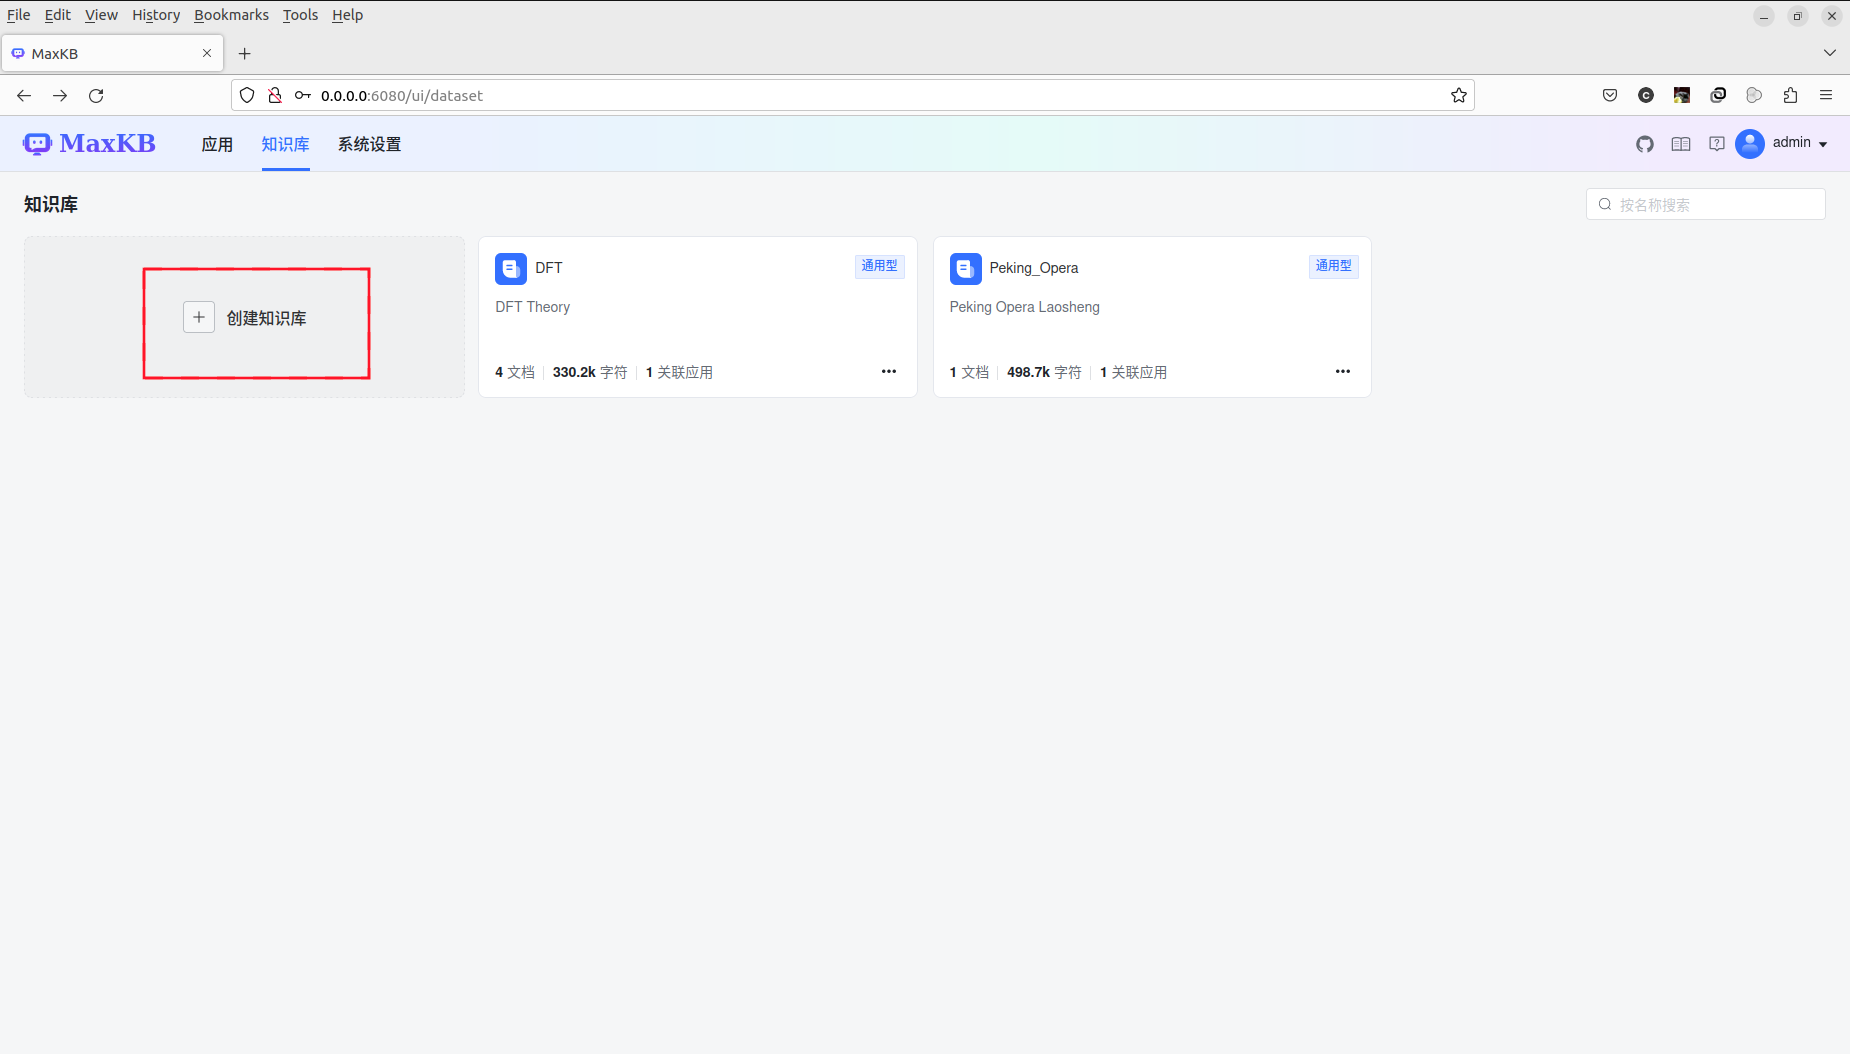 File Edit View History Bookmarks Tools Help
MaxKB
0.0.0.0:6080/ui/dataset
MaxKB 应用 知识库 系统设置 admin
知识库 按名称搜索
创建知识库
DFT 通用型
DFT Theory
4 文档 330.2k 字符 1 关联应用
Peking_Opera 通用型
Peking Opera Laosheng
1 文档 498.7k 字符 1 关联应用